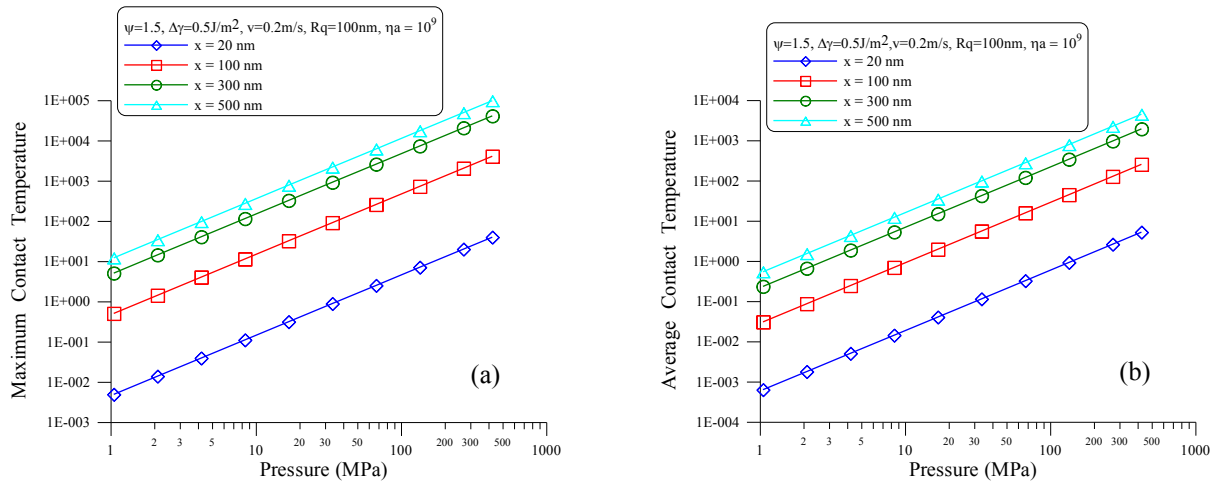 ψ=1.5, Δγ=0.5J/m², v=0.2m/s, Rq=100nm, ηa = 10⁹
x = 20 nm
x = 100 nm
x = 300 nm
x = 500 nm
1E+005
1E+004
1E+003
1E+002
1E+001
1E+000
1E-001
1E-002
1E-003
Maximum Contact Temperature
(a)
1 2 3 5 10 20 30 50 100 200 300 500 1000
Pressure (MPa)
ψ=1.5, Δγ=0.5J/m²,v=0.2m/s, Rq=100nm, ηa = 10⁹
x = 20 nm
x = 100 nm
x = 300 nm
x = 500 nm
1E+004
1E+003
1E+002
1E+001
1E+000
1E-001
1E-002
1E-003
1E-004
Average Contact Temperature
(b)
1 2 3 5 10 20 30 50 100 200 300 500 1000
Pressure (MPa)